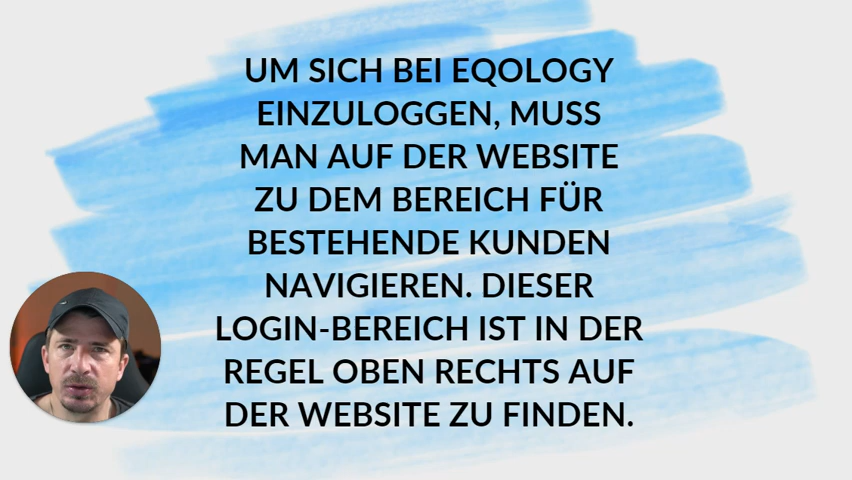 UM SICH BEI EQOLOGY
EINZULOGGEN, MUSS
MAN AUF DER WEBSITE
ZU DEM BEREICH FÜR
BESTEHENDE KUNDEN
NAVIGIEREN. DIESER
LOGIN-BEREICH IST IN DER
REGEL OBEN RECHTS AUF
DER WEBSITE ZU FINDEN.